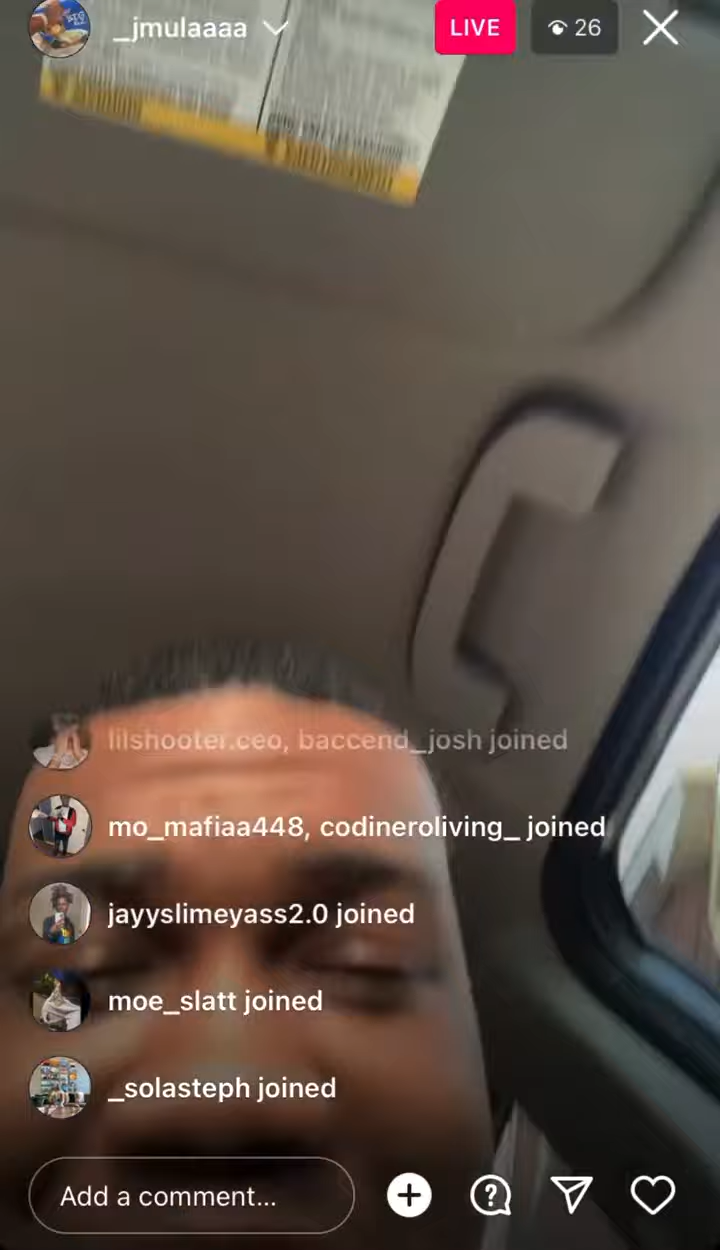 _jmulaaaa
LIVE
26
lilshooter.ceo, baccend_josh joined
mo_mafiaa448, codineroliving_ joined
jayyslimeyass2.0 joined
moe_slatt joined
_solasteph joined
Add a comment...